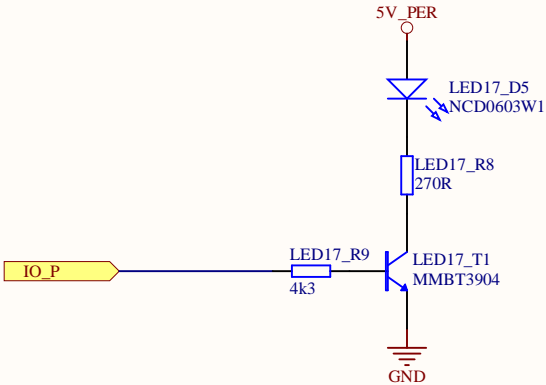 5V_PER
LED17_D5
NCD0603W1
LED17_R8
270R
LED17_R9
4k3
IO_P
LED17_T1
MMBT3904
GND